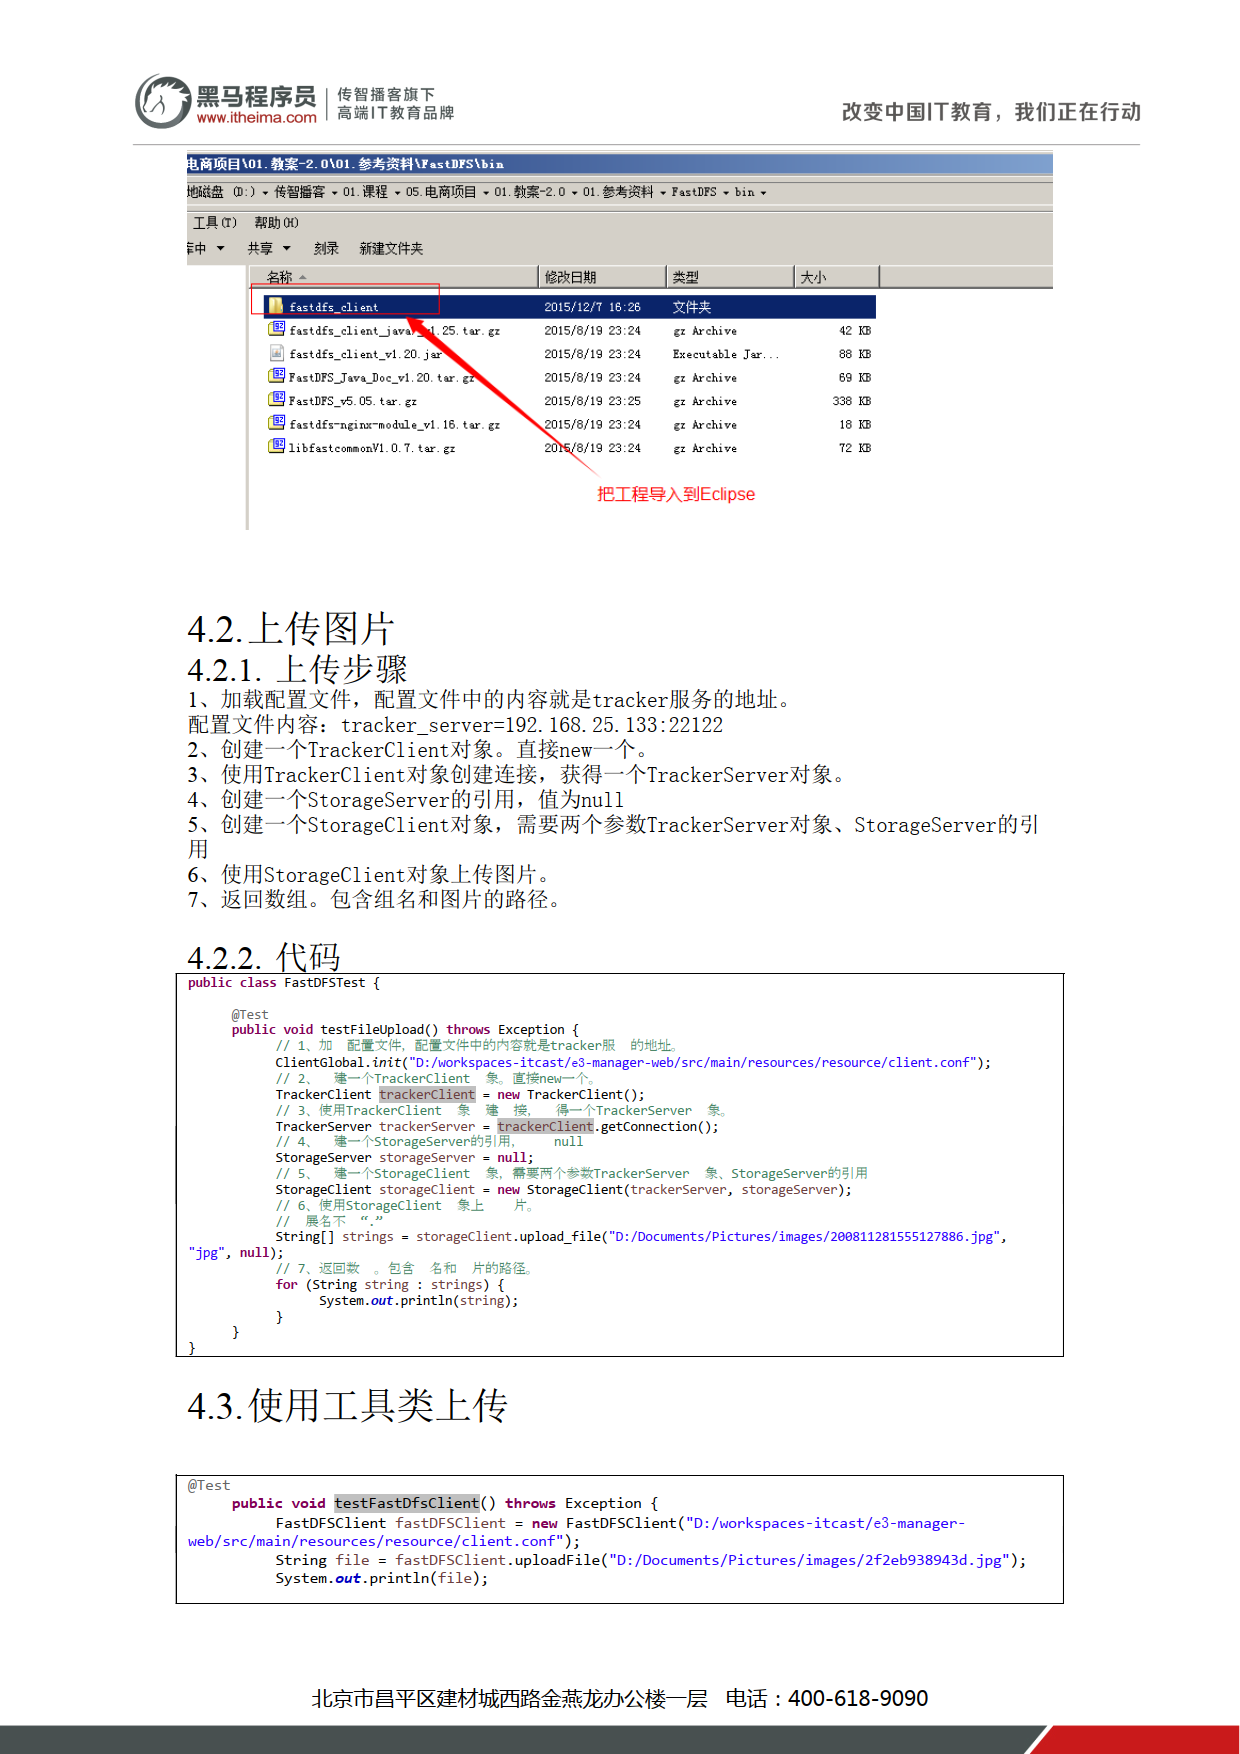 黑马程序员
www.itheima.com
传智播客旗下
高端IT教育品牌
改变中国IT教育，我们正在行动
电商项目\01.教案-2.0\01.参考资料\FastDFS\bin
地磁盘 (D:) ▾ 传智播客 ▾ 01.课程 ▾ 05.电商项目 ▾ 01.教案-2.0 ▾ 01.参考资料 ▾ FastDFS ▾ bin ▾
工具(T) 帮助(H)
库中 ▾ 共享 ▾ 刻录 新建文件夹
名称 修改日期 类型 大小
fastdfs_client 2015/12/7 16:26 文件夹
fastdfs_client_java_v1.25.tar.gz 2015/8/19 23:24 gz Archive 42 KB
fastdfs_client_v1.20.jar 2015/8/19 23:24 Executable Jar... 88 KB
FastDFS_Java_Doc_v1.20.tar.gz 2015/8/19 23:24 gz Archive 69 KB
FastDFS_v5.05.tar.gz 2015/8/19 23:25 gz Archive 338 KB
fastdfs-nginx-module_v1.16.tar.gz 2015/8/19 23:24 gz Archive 18 KB
libfastcommonV1.0.7.tar.gz 2015/8/19 23:24 gz Archive 72 KB
把工程导入到Eclipse
4.2.上传图片
4.2.1. 上传步骤
1、加载配置文件，配置文件中的内容就是tracker服务的地址。
配置文件内容：tracker_server=192.168.25.133:22122
2、创建一个TrackerClient对象。直接new一个。
3、使用TrackerClient对象创建连接，获得一个TrackerServer对象。
4、创建一个StorageServer的引用，值为null
5、创建一个StorageClient对象，需要两个参数TrackerServer对象、StorageServer的引
用
6、使用StorageClient对象上传图片。
7、返回数组。包含组名和图片的路径。
4.2.2. 代码
public class FastDFSTest {
@Test
public void testFileUpload() throws Exception {
// 1、加 配置文件，配置文件中的内容就是tracker服 的地址。
ClientGlobal.init("D:/workspaces-itcast/e3-manager-web/src/main/resources/resource/client.conf");
// 2、 建一个TrackerClient 象。直接new一个。
TrackerClient trackerClient = new TrackerClient();
// 3、使用TrackerClient 象 建 接， 得一个TrackerServer 象。
TrackerServer trackerServer = trackerClient.getConnection();
// 4、 建一个StorageServer的引用， null
StorageServer storageServer = null;
// 5、 建一个StorageClient 象，需要两个参数TrackerServer 象、StorageServer的引用
StorageClient storageClient = new StorageClient(trackerServer, storageServer);
// 6、使用StorageClient 象上 片。
// 展名不 “.”
String[] strings = storageClient.upload_file("D:/Documents/Pictures/images/200811281555127886.jpg",
"jpg", null);
// 7、返回数 。包含 名和 片的路径。
for (String string : strings) {
System.out.println(string);
}
}
}
4.3.使用工具类上传
@Test
public void testFastDfsClient() throws Exception {
FastDFSClient fastDFSClient = new FastDFSClient("D:/workspaces-itcast/e3-manager-
web/src/main/resources/resource/client.conf");
String file = fastDFSClient.uploadFile("D:/Documents/Pictures/images/2f2eb938943d.jpg");
System.out.println(file);
北京市昌平区建材城西路金燕龙办公楼一层 电话：400-618-9090